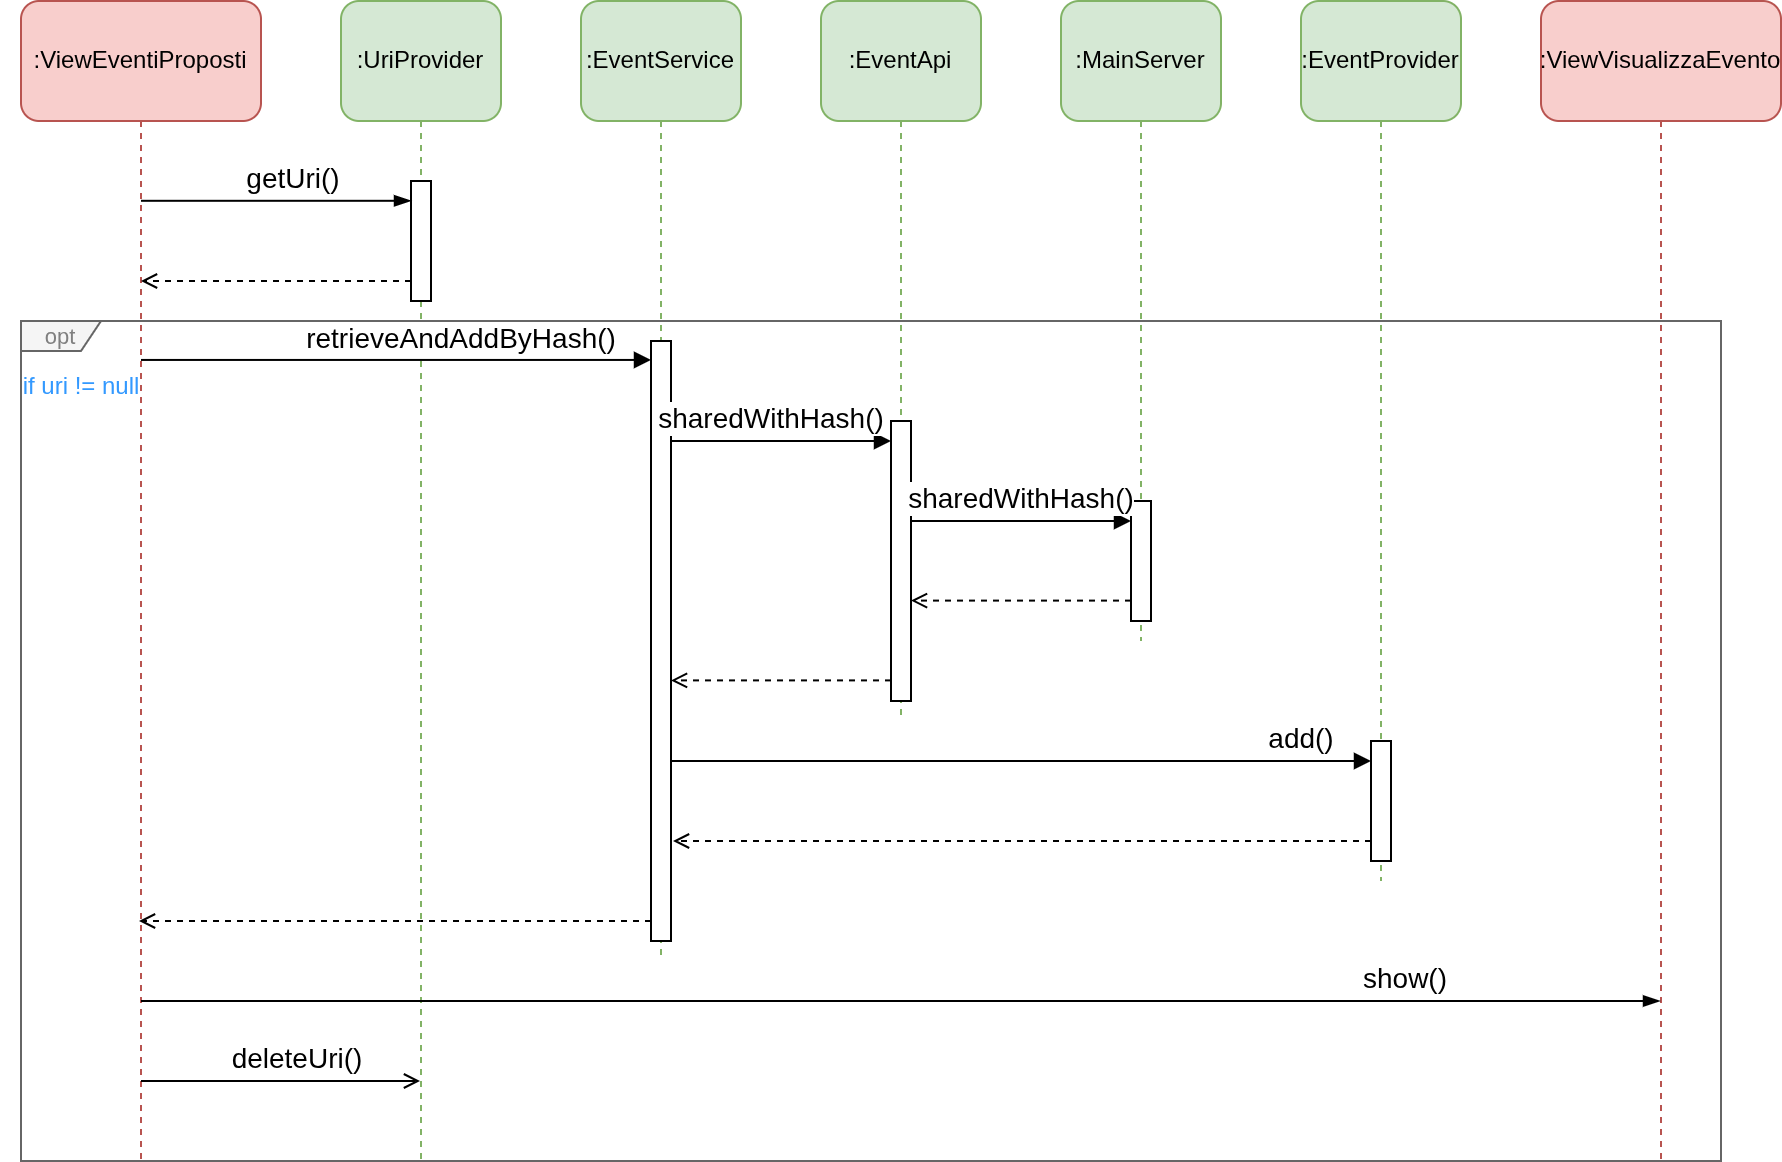 :ViewEventiProposti
:UriProvider
:EventService
:EventApi
:MainServer
:EventProvider
:ViewVisualizzaEvento
getUri()
opt
retrieveAndAddByHash()
if uri != null
sharedWithHash()
sharedWithHash()
add()
show()
deleteUri()